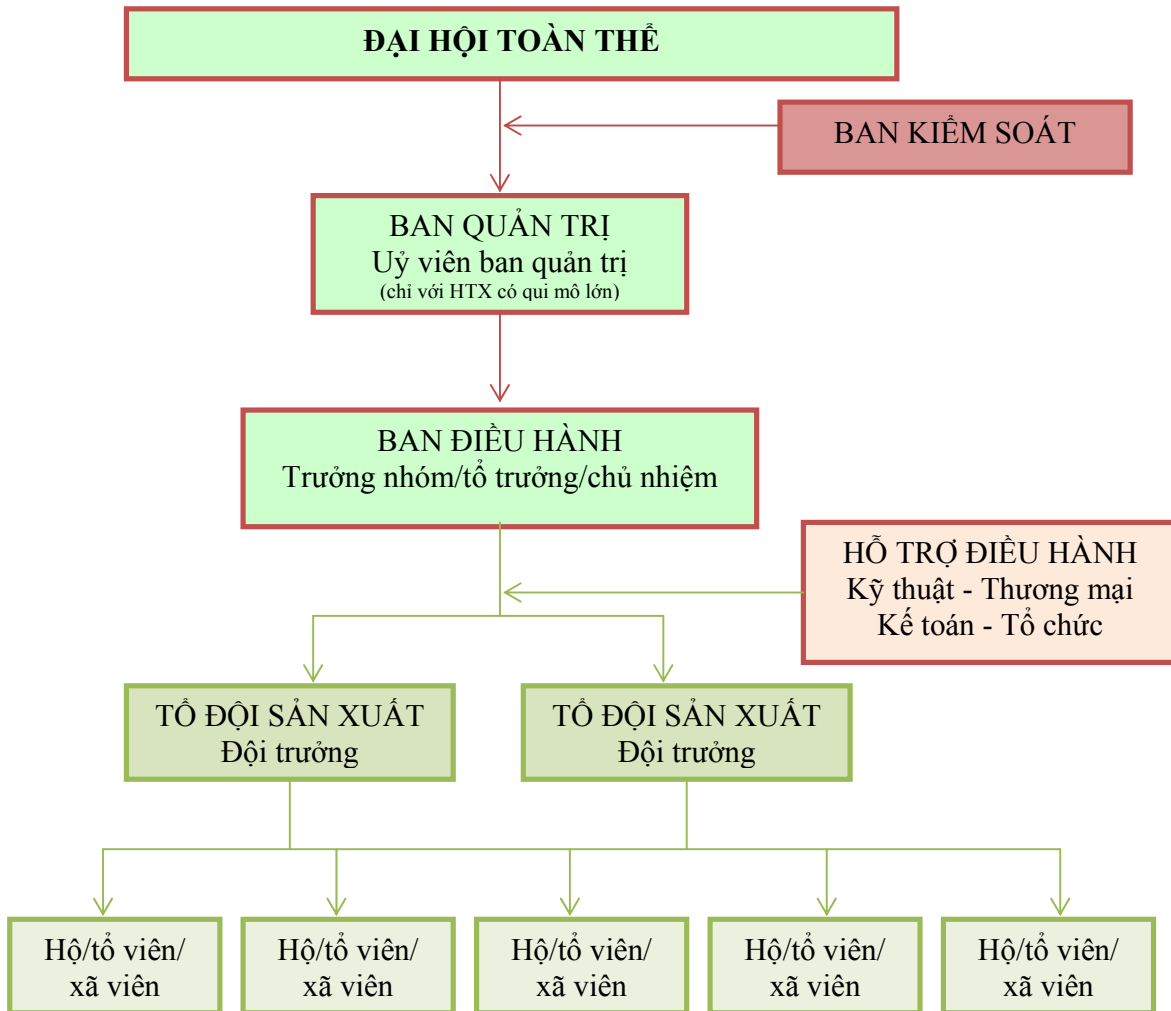 ĐẠI HỘI TOÀN THỂ
BAN KIỂM SOÁT
BAN QUẢN TRỊ
Uỷ viên ban quản trị
(chỉ với HTX có qui mô lớn)
BAN ĐIỀU HÀNH
Trưởng nhóm/tổ trưởng/chủ nhiệm
HỖ TRỢ ĐIỀU HÀNH
Kỹ thuật - Thương mại
Kế toán - Tổ chức
TỔ ĐỘI SẢN XUẤT
Đội trưởng
TỔ ĐỘI SẢN XUẤT
Đội trưởng
Hộ/tổ viên/
xã viên
Hộ/tổ viên/
xã viên
Hộ/tổ viên/
xã viên
Hộ/tổ viên/
xã viên
Hộ/tổ viên/
xã viên